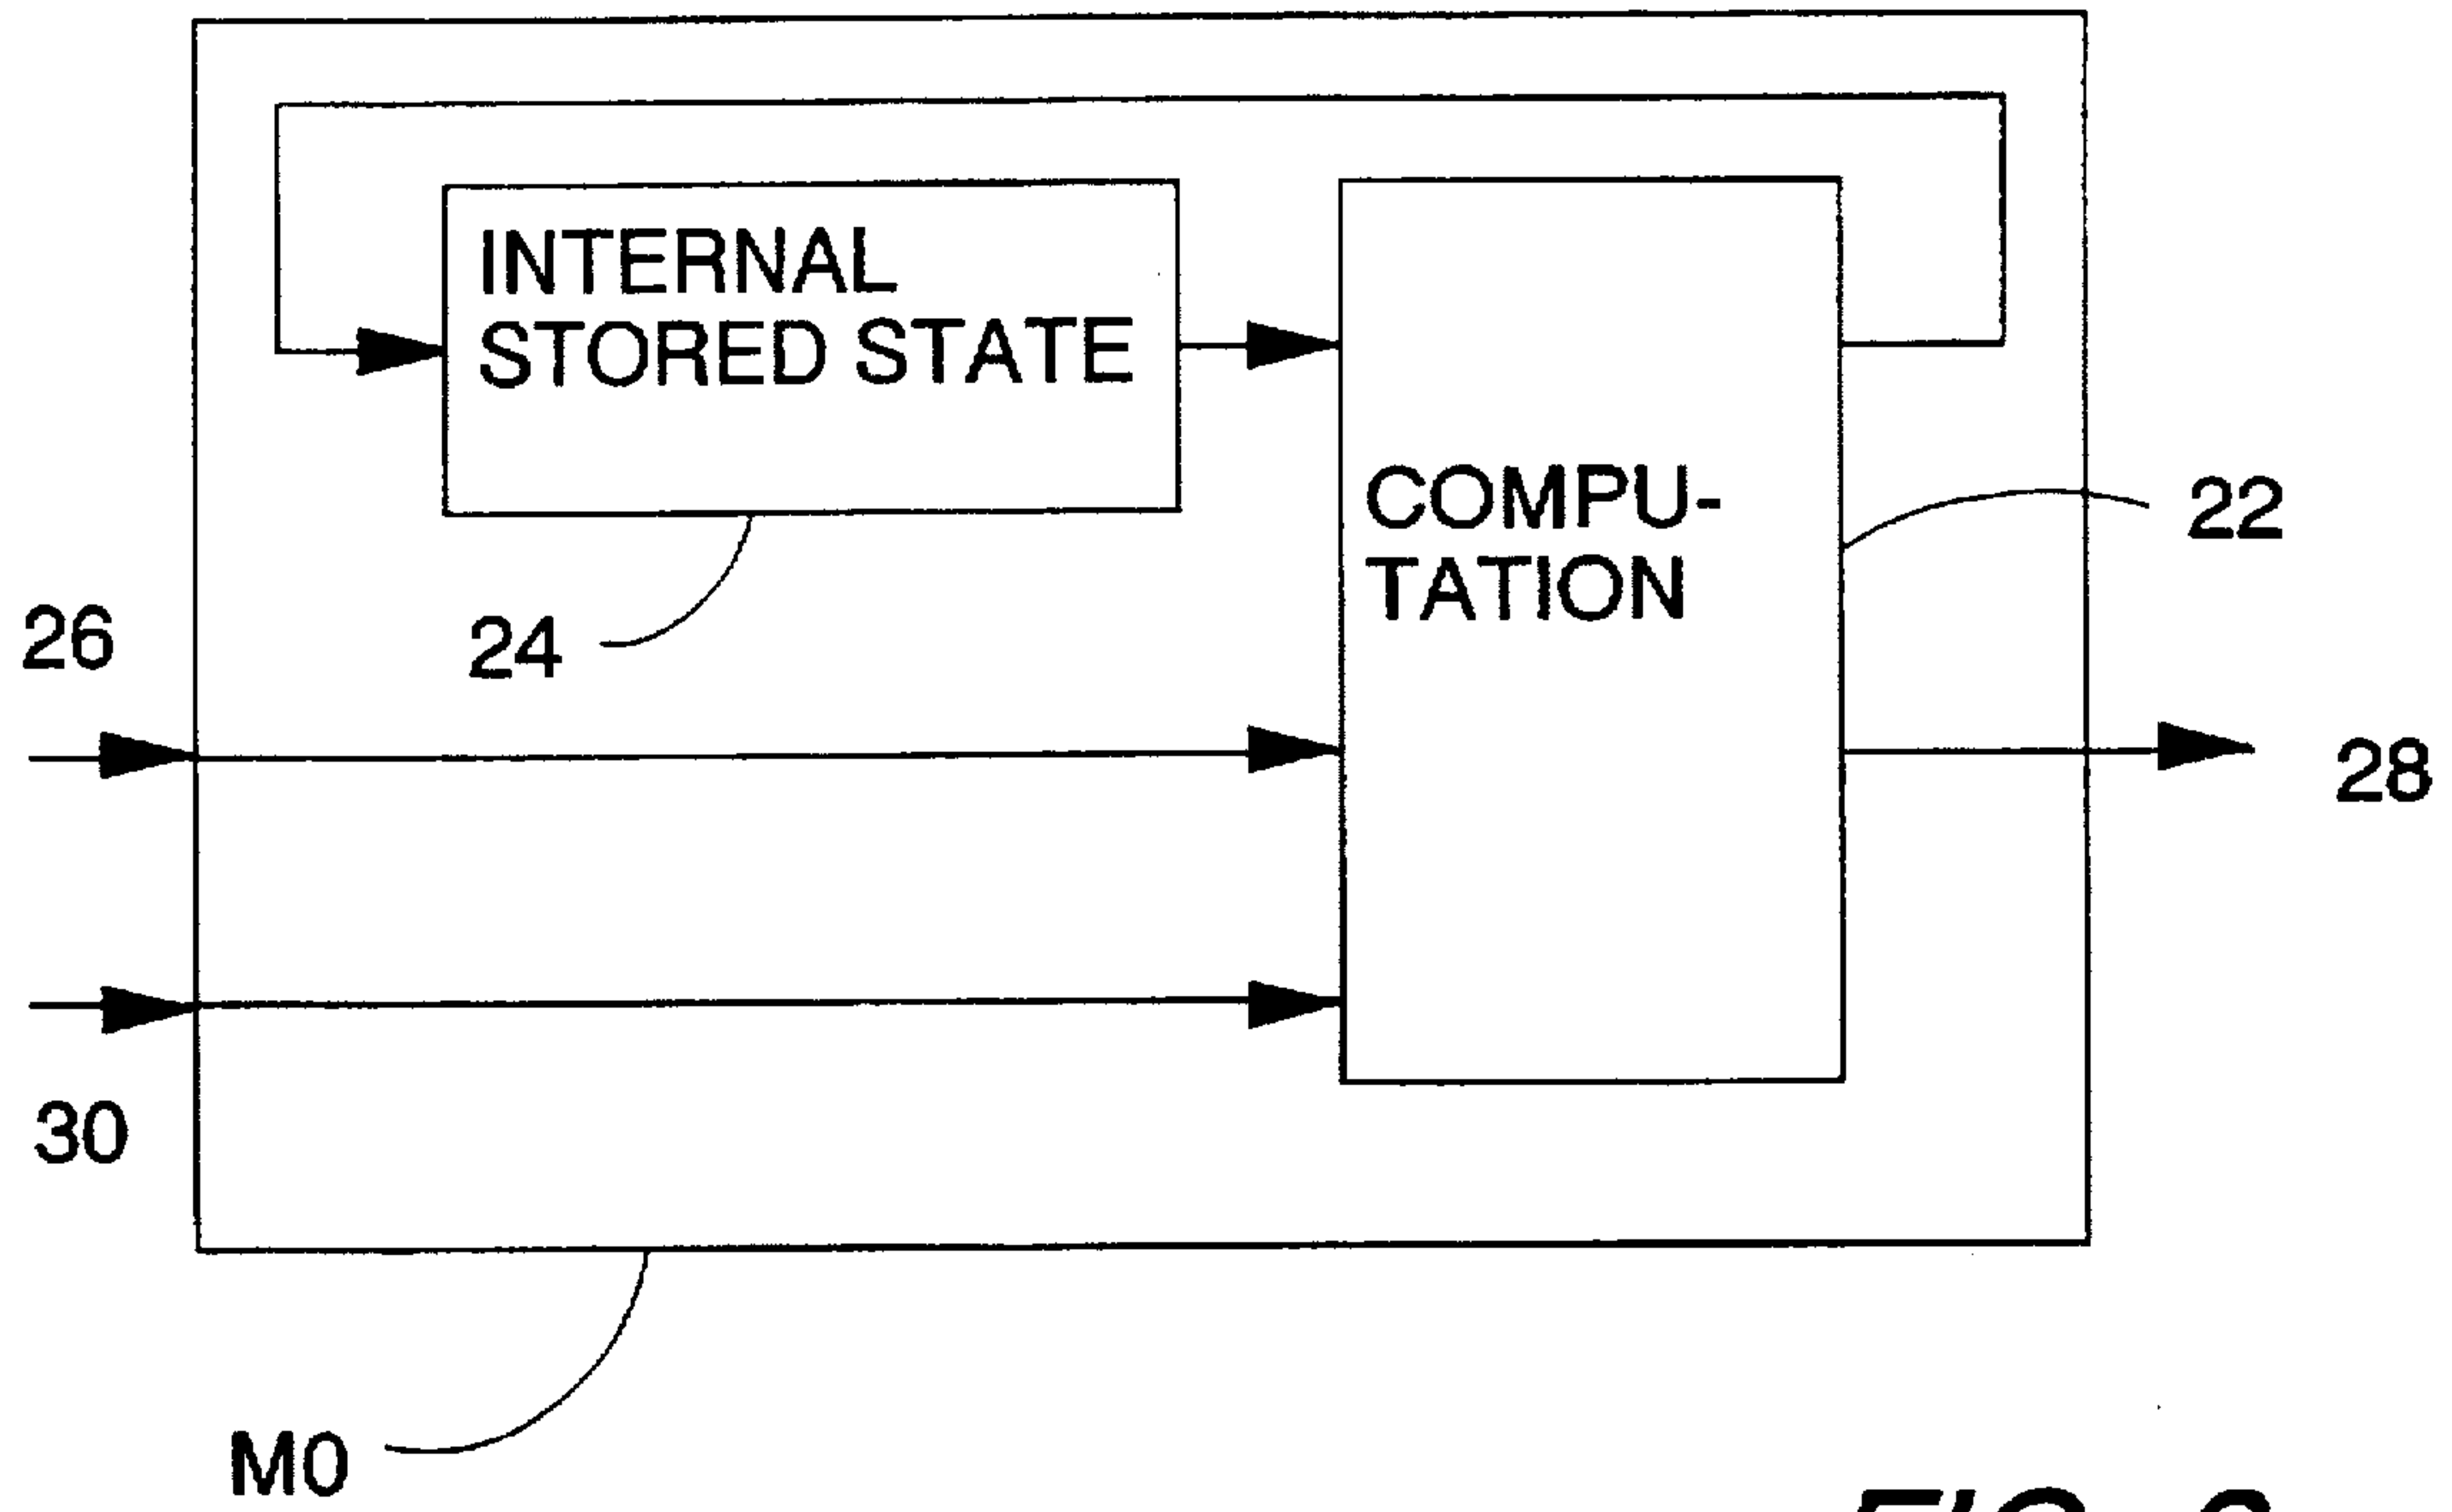 INTERNAL
STORED STATE
COMPU-
TATION
22
26
24
28
30
M0